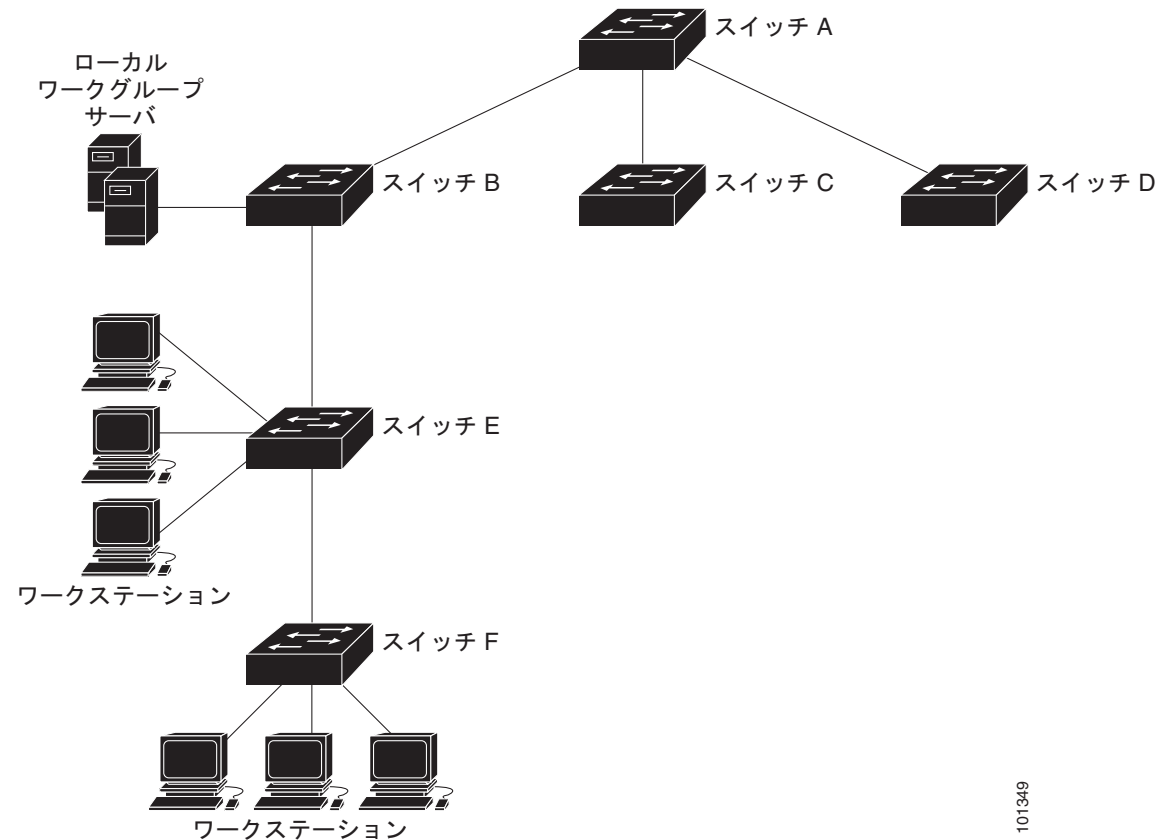 スイッチ A
ローカル
ワークグループ
サーバ
スイッチ B
スイッチ C
スイッチ D
スイッチ E
ワークステーション
スイッチ F
ワークステーション
101349